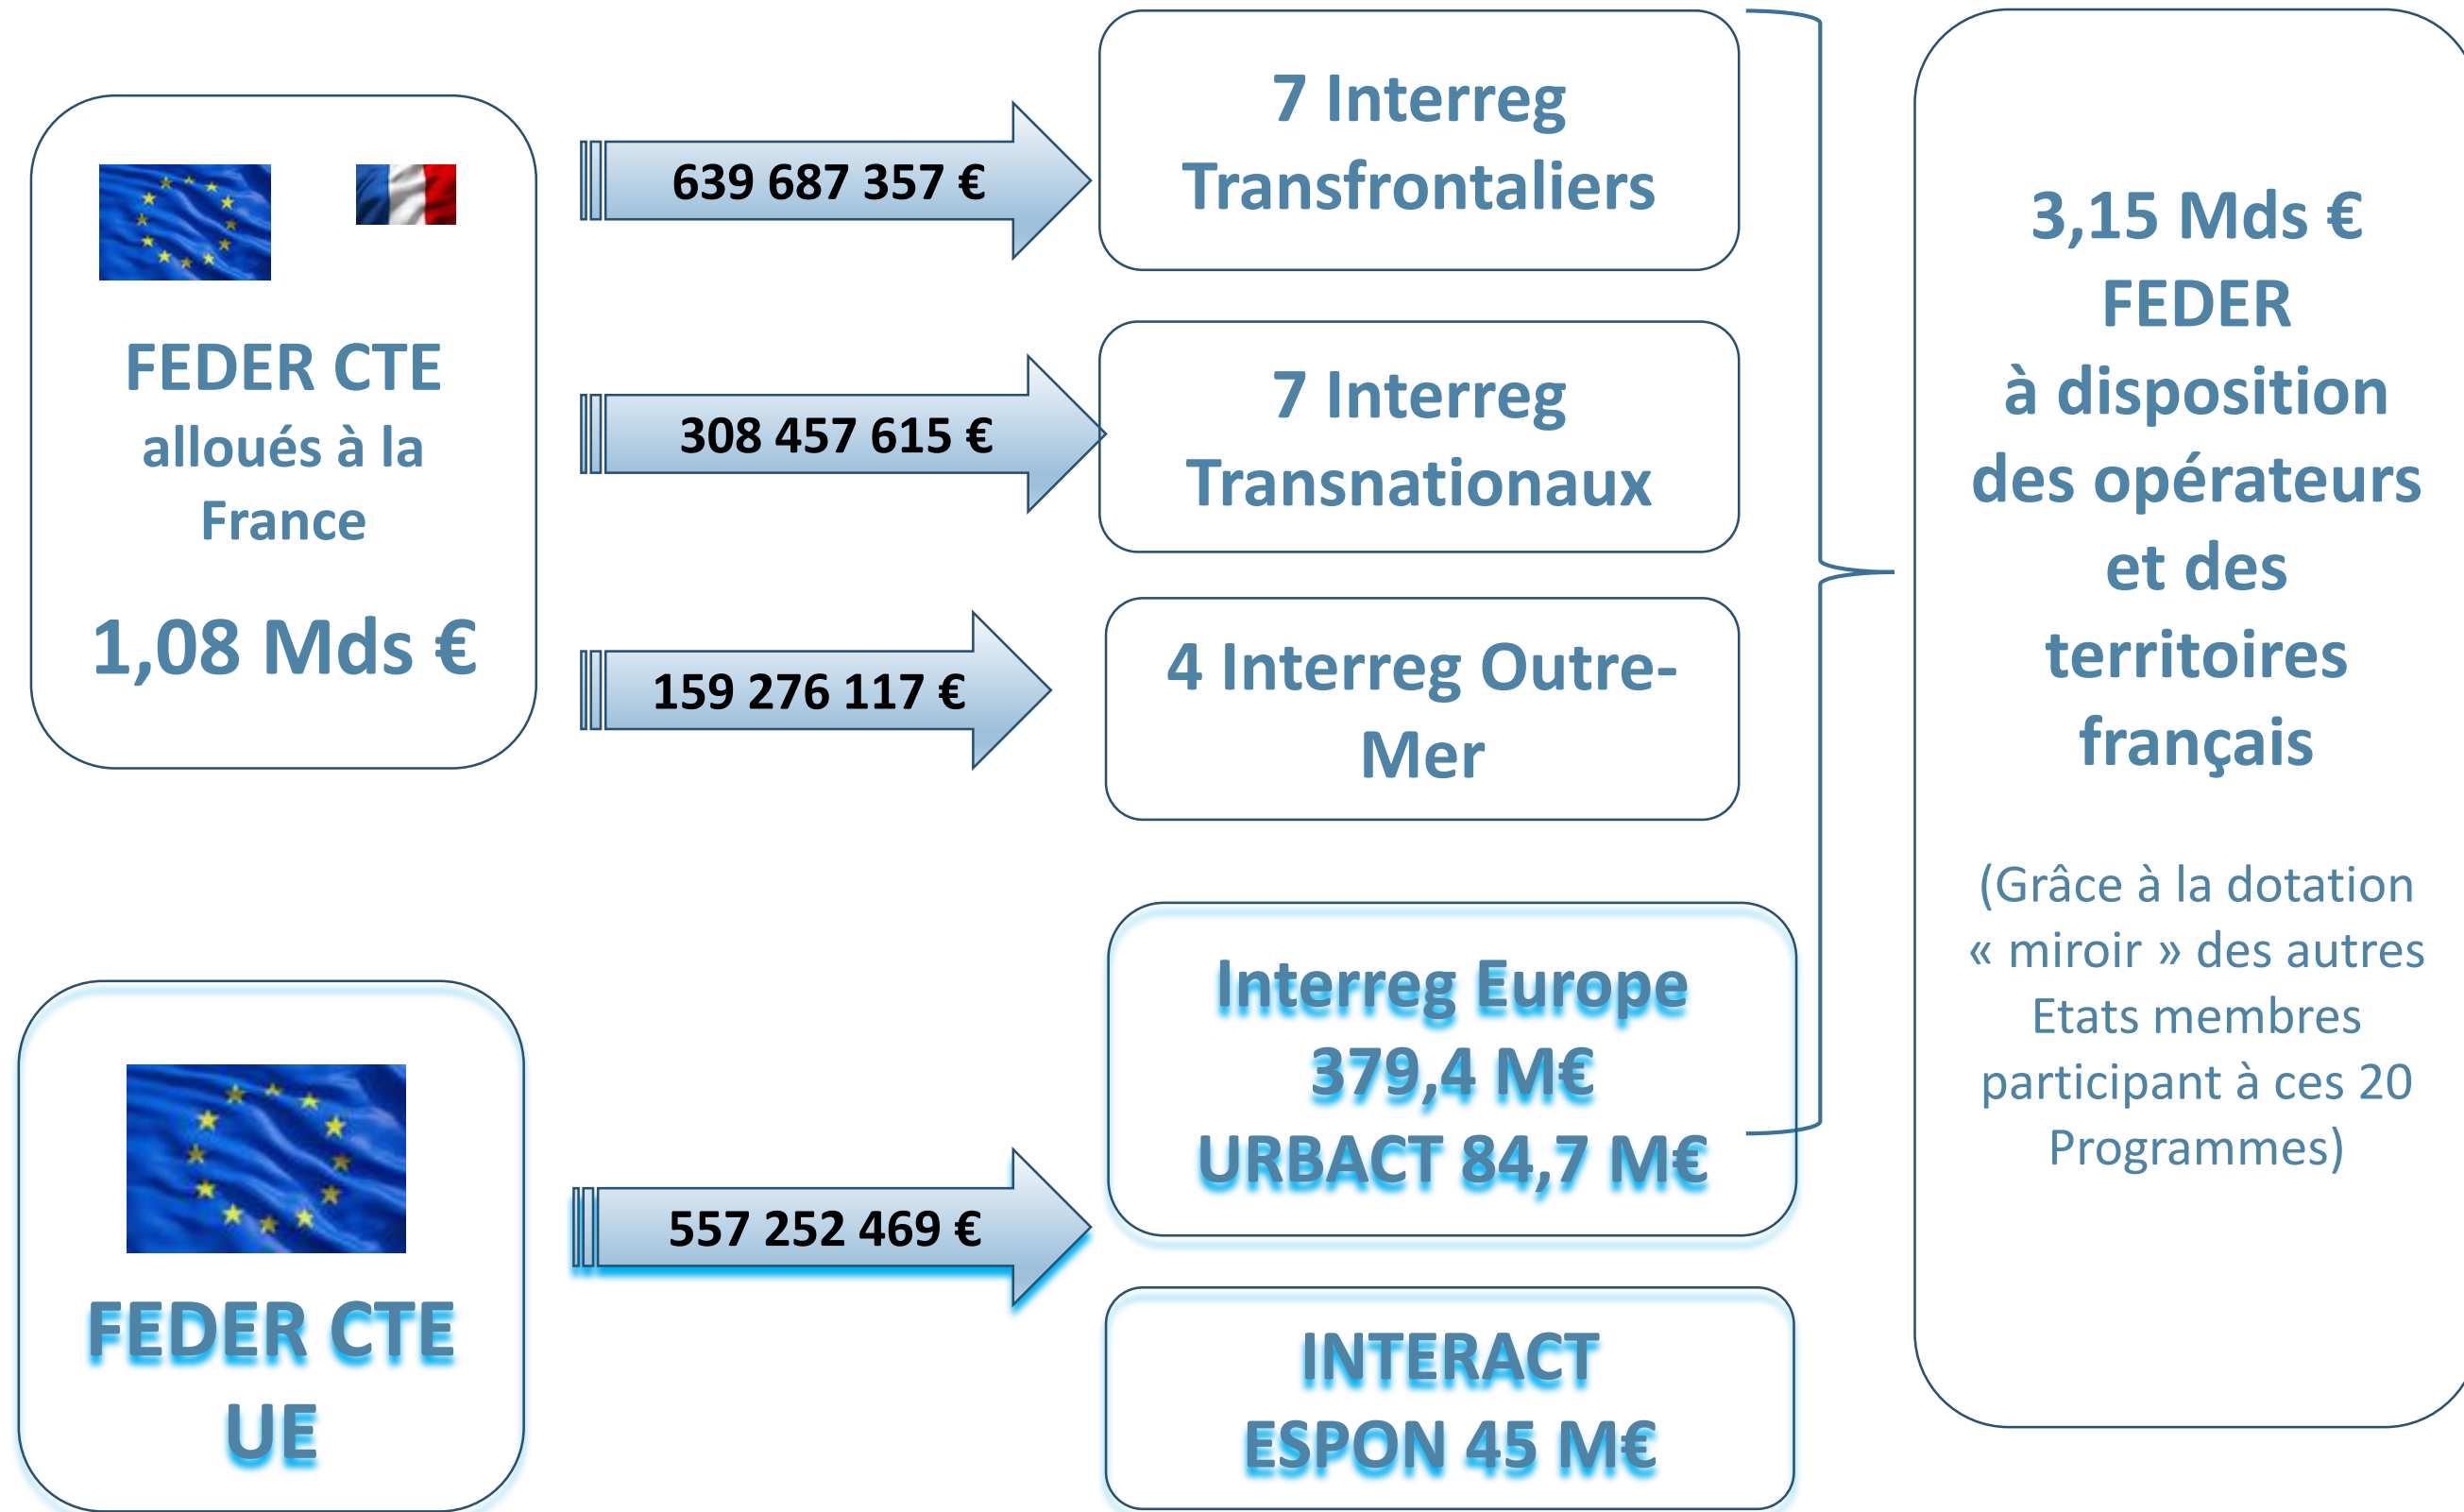 FEDER CTE
alloués à la
France
1,08 Mds €
639 687 357 €
7 Interreg
Transfrontaliers
308 457 615 €
7 Interreg
Transnationaux
159 276 117 €
4 Interreg Outre-
Mer
FEDER CTE
UE
557 252 469 €
Interreg Europe
379,4 M€
URBACT 84,7 M€
INTERACT
ESPON 45 M€
3,15 Mds €
FEDER
à disposition
des opérateurs
et des
territoires
français
(Grâce à la dotation
« miroir » des autres
Etats membres
participant à ces 20
Programmes)